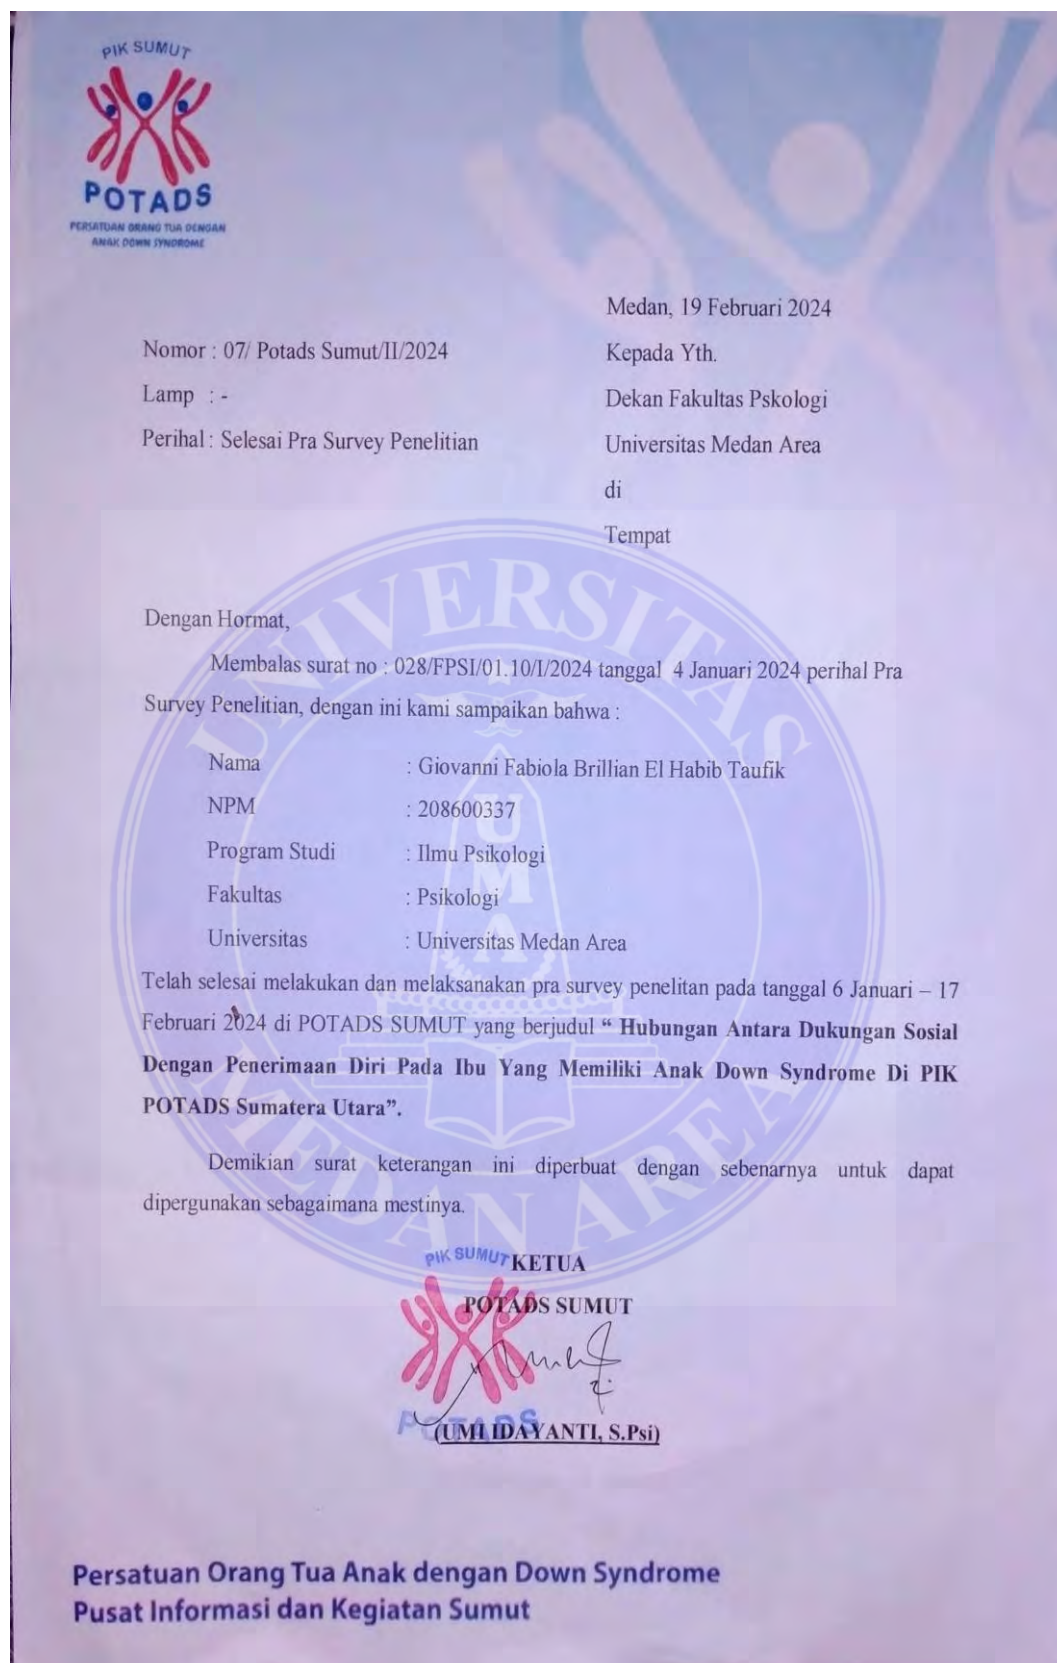 PIK SUMUT
POTADS
PERSATUAN ORANG TUA DENGAN
ANAK DOWN SYNDROME
Medan, 19 Februari 2024
Nomor : 07/ Potads Sumut/II/2024
Kepada Yth.
Lamp : -
Dekan Fakultas Pskologi
Perihal : Selesai Pra Survey Penelitian
Universitas Medan Area
di
Tempat
Dengan Hormat,
Membalas surat no : 028/FPSI/01.10/I/2024 tanggal 4 Januari 2024 perihal Pra
Survey Penelitian, dengan ini kami sampaikan bahwa :
Nama : Giovanni Fabiola Brillian El Habib Taufik
NPM : 208600337
Program Studi : Ilmu Psikologi
Fakultas : Psikologi
Universitas : Universitas Medan Area
Telah selesai melakukan dan melaksanakan pra survey penelitan pada tanggal 6 Januari – 17
Februari 2024 di POTADS SUMUT yang berjudul “ Hubungan Antara Dukungan Sosial
Dengan Penerimaan Diri Pada Ibu Yang Memiliki Anak Down Syndrome Di PIK
POTADS Sumatera Utara”.
Demikian surat keterangan ini diperbuat dengan sebenarnya untuk dapat
dipergunakan sebagaimana mestinya.
PIK SUMUT
KETUA
POTADS SUMUT
POTADS
(UMI IDAYANTI, S.Psi)
Persatuan Orang Tua Anak dengan Down Syndrome
Pusat Informasi dan Kegiatan Sumut
UNIVERSITAS
MEDAN AREA
UMA